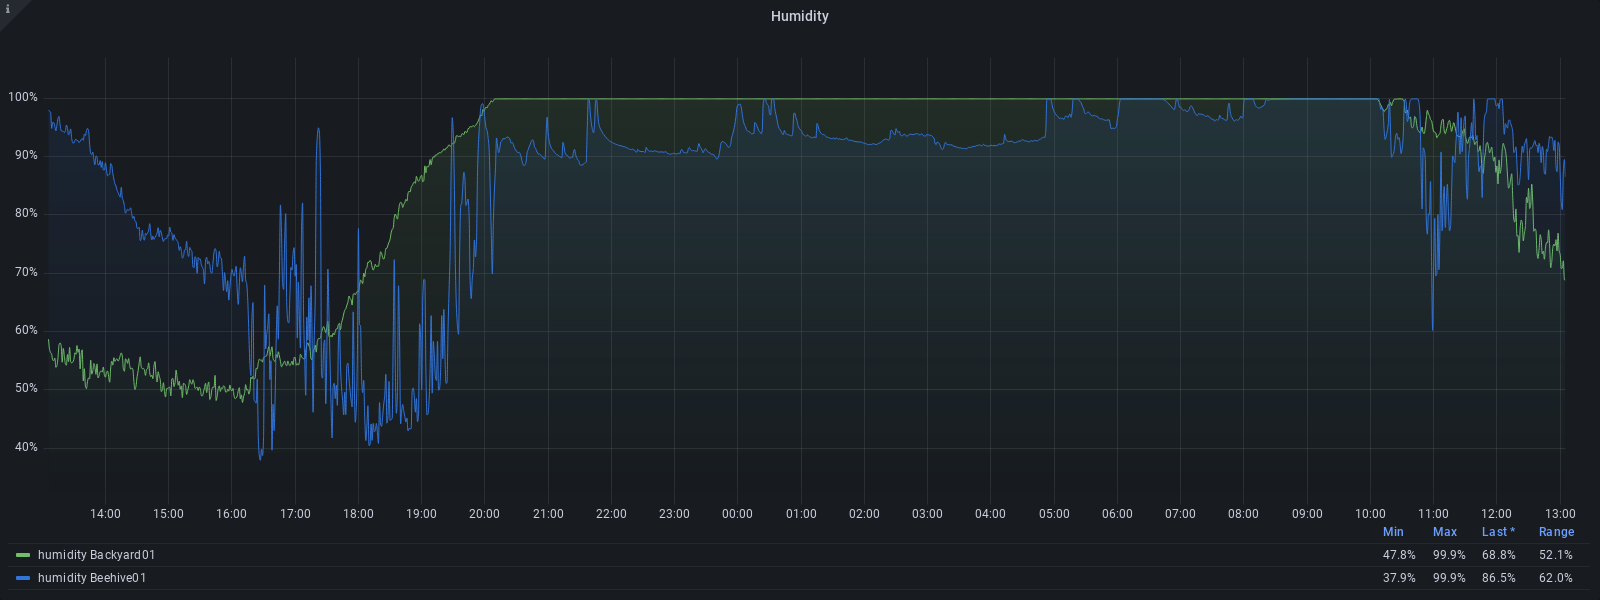 i
Humidity
100%
90%
80%
70%
60%
50%
40%
14:00 15:00 16:00 17:00 18:00 19:00 20:00 21:00 22:00 23:00 00:00 01:00 02:00 03:00 04:00 05:00 06:00 07:00 08:00 09:00 10:00 11:00 12:00 13:00
Min Max Last * Range
humidity Backyard01 47.8% 99.9% 68.8% 52.1%
humidity Beehive01 37.9% 99.9% 86.5% 62.0%